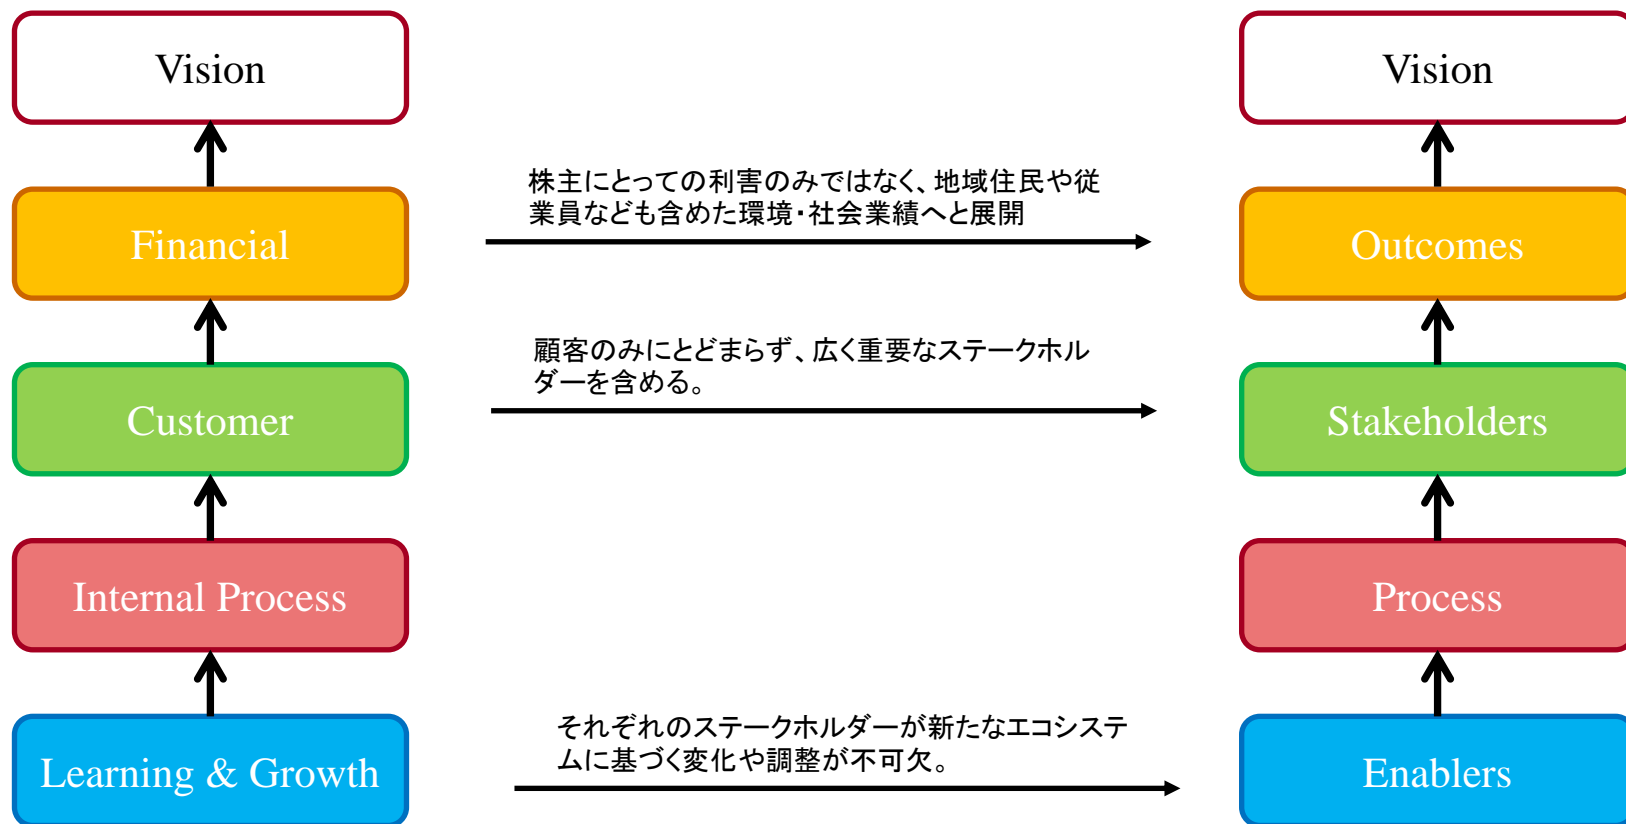 Vision
Vision
株主にとっての利害のみではなく、地域住民や従
業員なども含めた環境・社会業績へと展開
Financial
Outcomes
顧客のみにとどまらず、広く重要なステークホル
ダーを含める。
Customer
Stakeholders
Internal Process
Process
それぞれのステークホルダーが新たなエコシステ
ムに基づく変化や調整が不可欠。
Learning & Growth
Enablers